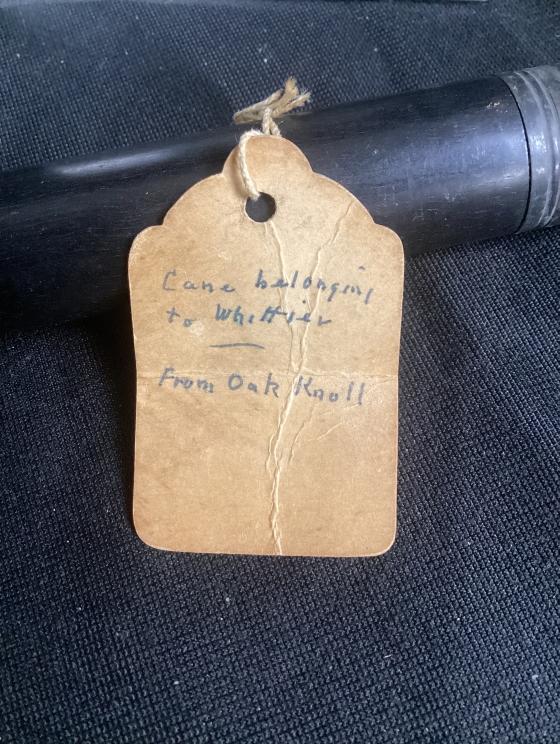 Cane belonging
to Whittier
From Oak Knoll